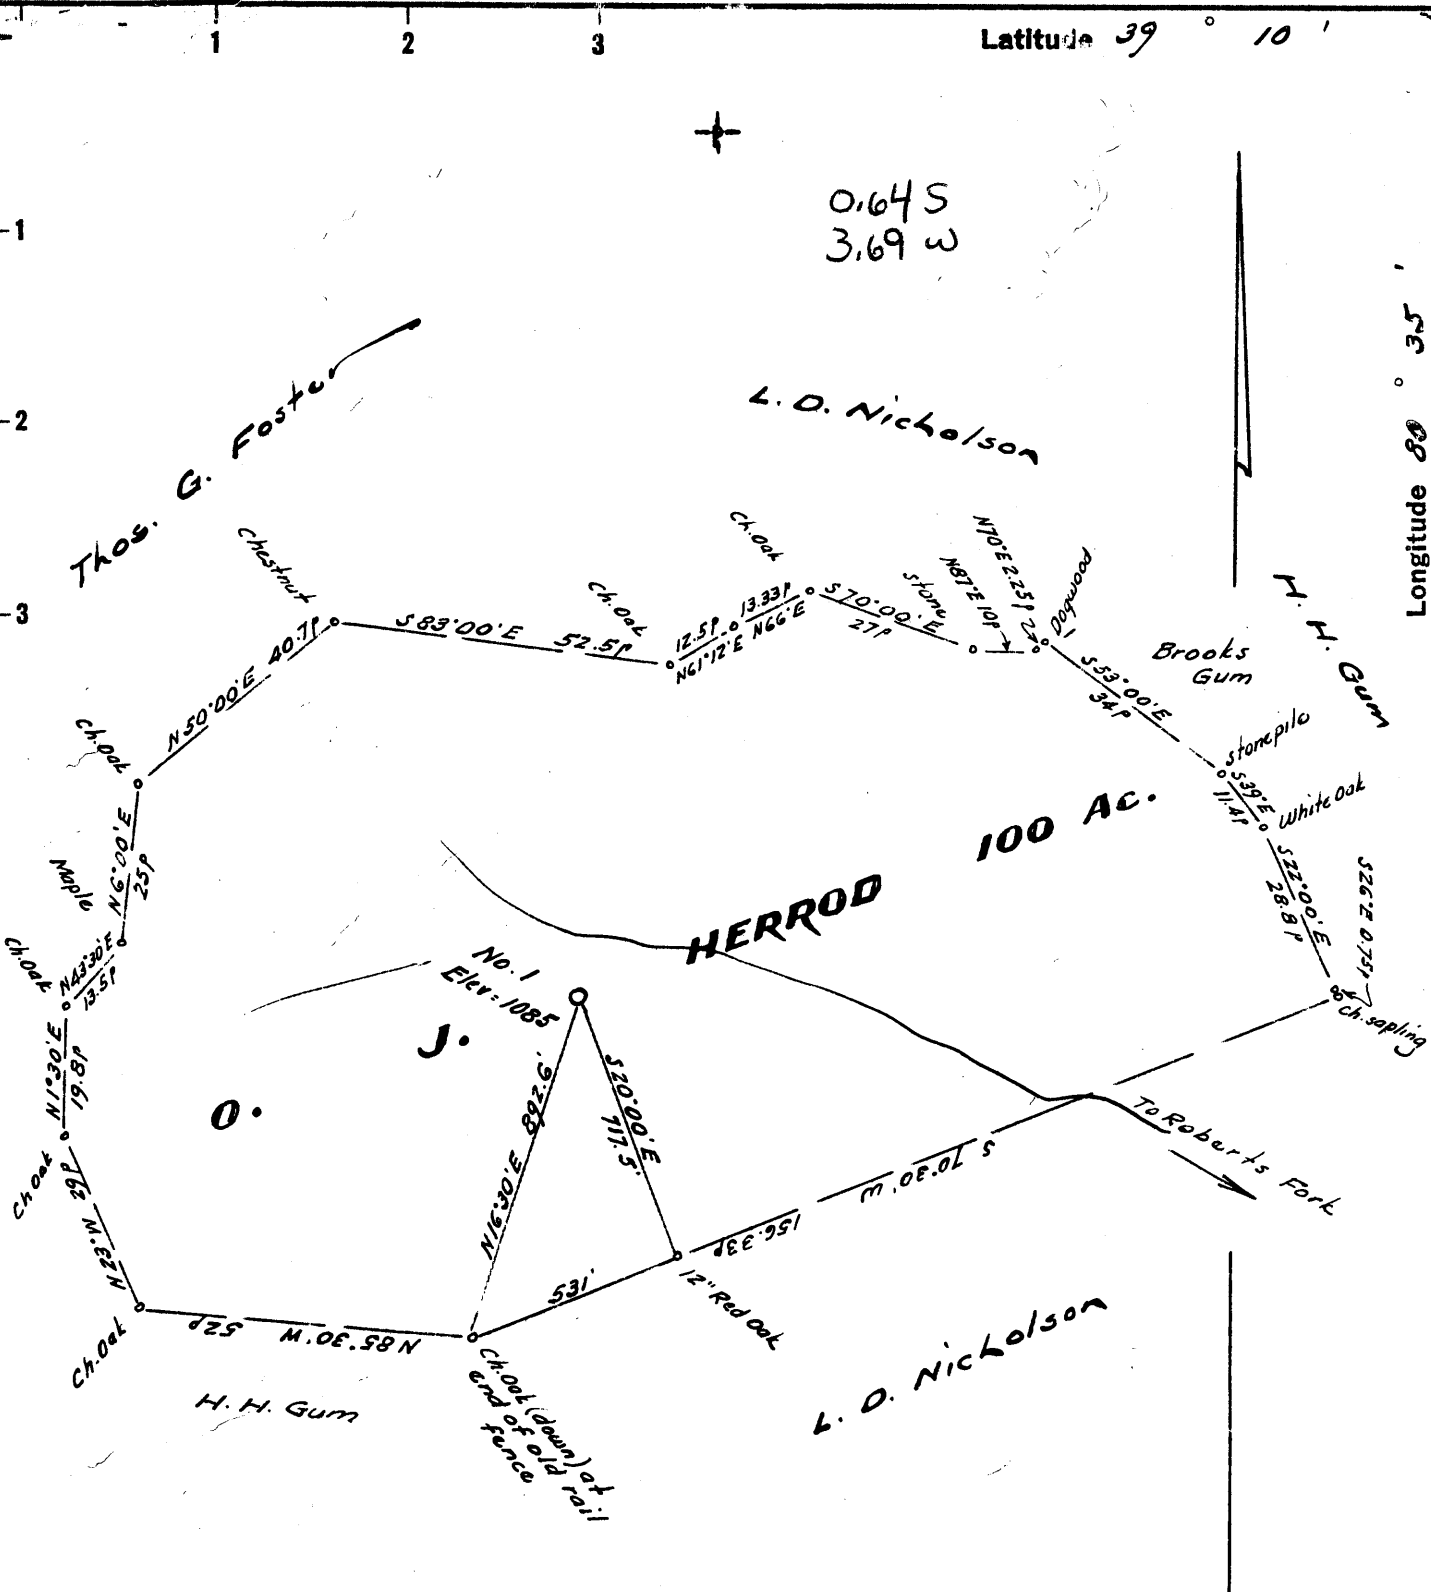 1
2
3
Latitude 39 ° 10 '
-1
-2
-3
Longitude 80 ° 35 '
0.64 S
3.69 W
Thos. G. Foster
L. D. Nicholson
H. H. Gum
Brooks
Gum
Chestnut
Ch. Oak
Ch. Oak
Stone
N87°E 10P
N70°E 2.25P
Dogwood
S 83°00'E 52.5P
12.5P
N61°12'E
13.33P
N66°E
S 70°00'E
27P
S53°00'E
34P
Stonepile
S39°E
11.4P
White Oak
S22°00'E
28.8P
S26°E 0.75P
Ch. sapling
N 50°00'E 40.7P
Ch. Oak
N 6°00'E
25P
Maple
N43°30'E
13.5P
Ch. Oak
N 1°30'E
19.8P
Ch Oak
N 23°W 29P
Ch. Oak
N 85°30'W 52P
H. H. Gum
O. J. HERROD 100 Ac.
No. 1
Elev = 1085
N16°30'E 892.6'
S20°00'E
717.5'
531'
12" Red Oak
S 70°30'W 156.33P
To Roberts Fork
Ch. Oak (down) at
end of old rail
fence
L. D. Nicholson